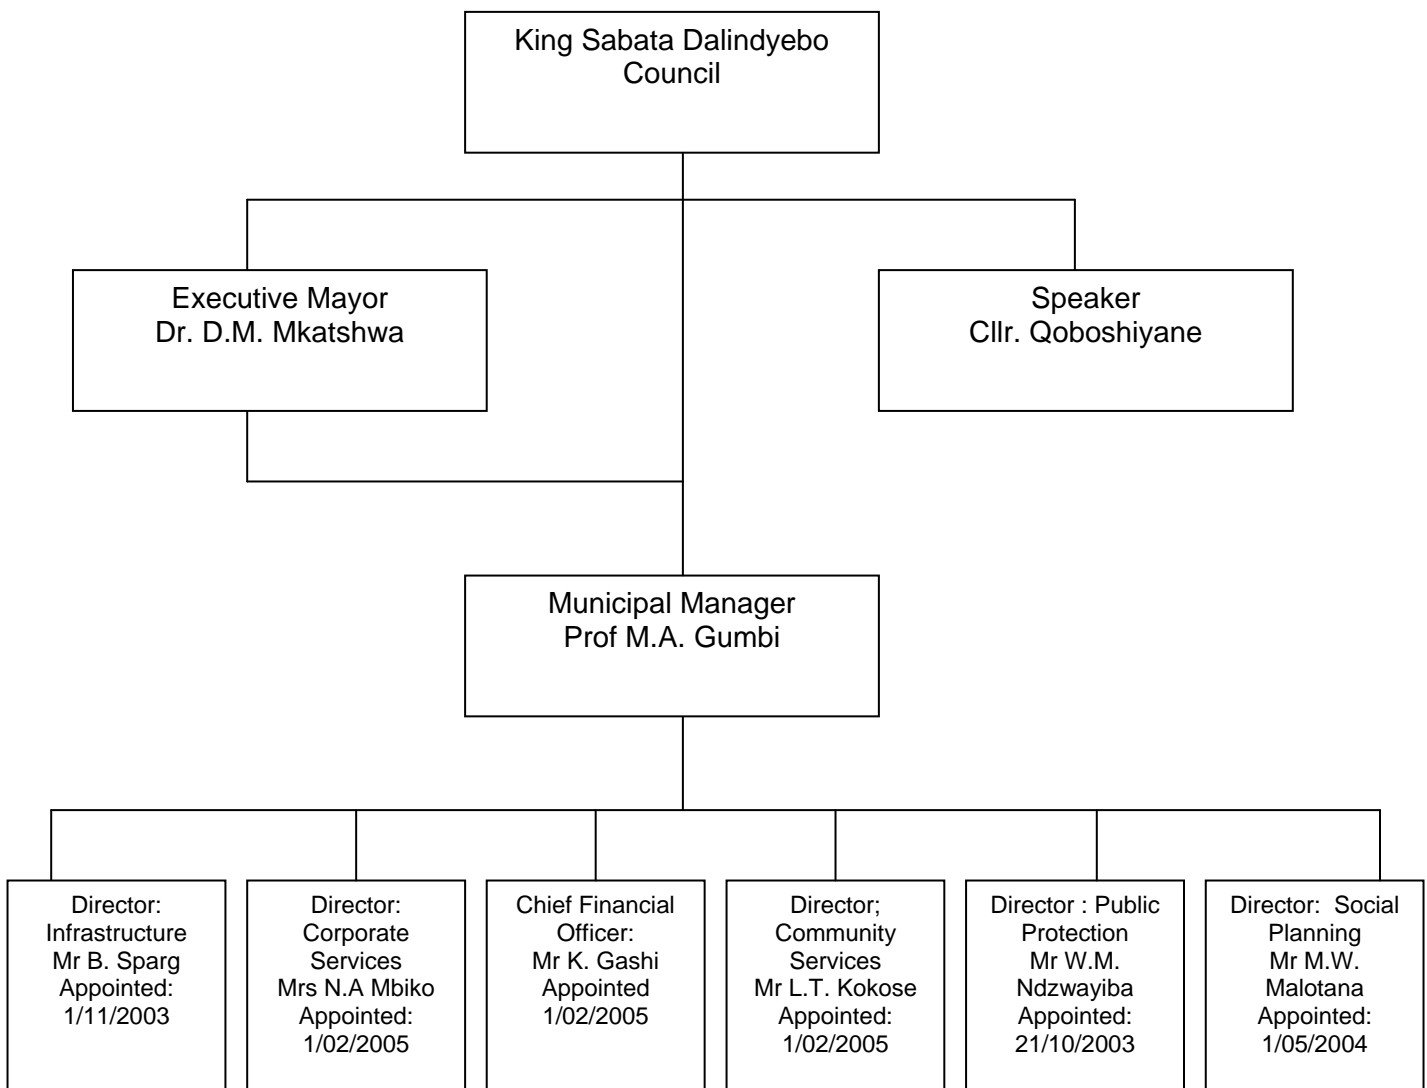 King Sabata Dalindyebo
Council
Executive Mayor
Dr. D.M. Mkatshwa
Speaker
Cllr. Qoboshiyane
Municipal Manager
Prof M.A. Gumbi
Director:
Infrastructure
Mr B. Sparg
Appointed:
1/11/2003
Director:
Corporate
Services
Mrs N.A Mbiko
Appointed:
1/02/2005
Chief Financial
Officer:
Mr K. Gashi
Appointed
1/02/2005
Director;
Community
Services
Mr L.T. Kokose
Appointed:
1/02/2005
Director : Public
Protection
Mr W.M.
Ndzwayiba
Appointed:
21/10/2003
Director: Social
Planning
Mr M.W.
Malotana
Appointed:
1/05/2004